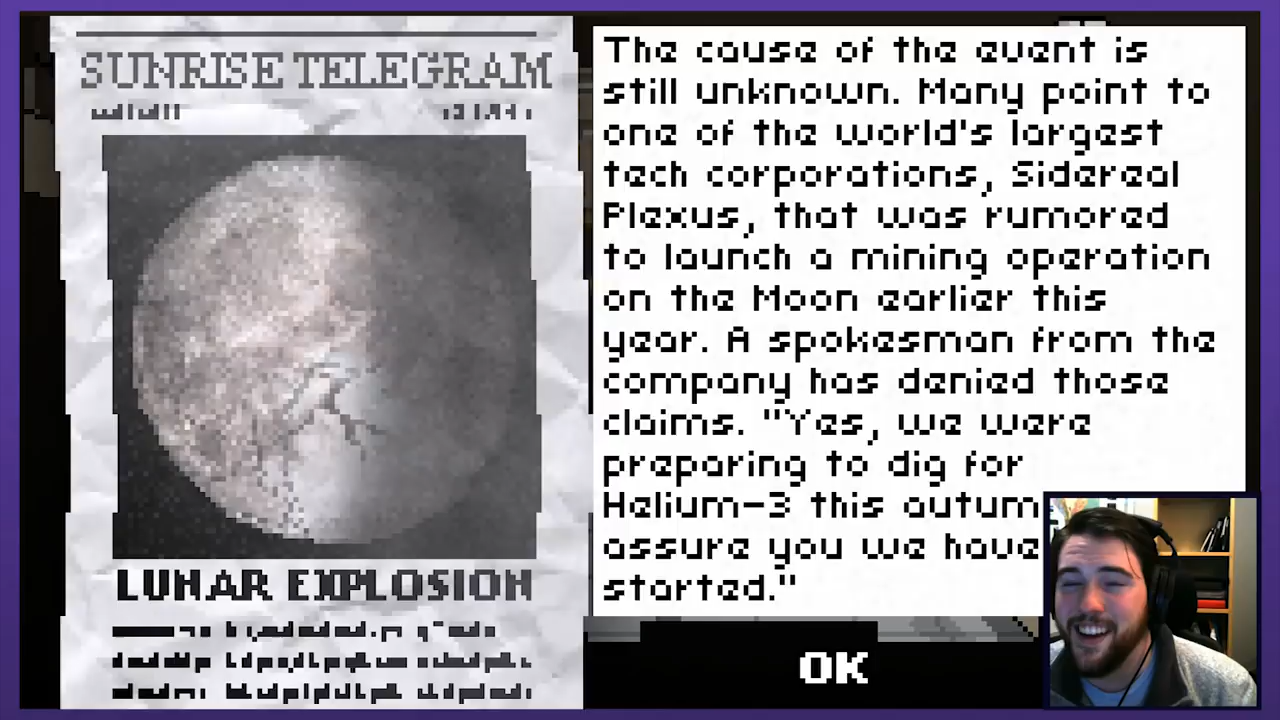 SUNRISE TELEGRAM
LUNAR EXPLOSION
The cause of the event is
still unknown. Many point to
one of the world's largest
tech corporations, Sidereal
Plexus, that was rumored
to launch a mining operation
on the Moon earlier this
year. A spokesman from the
company has denied those
claims. "Yes, we were
preparing to dig for
Helium-3 this autum
assure you we have
started."
OK